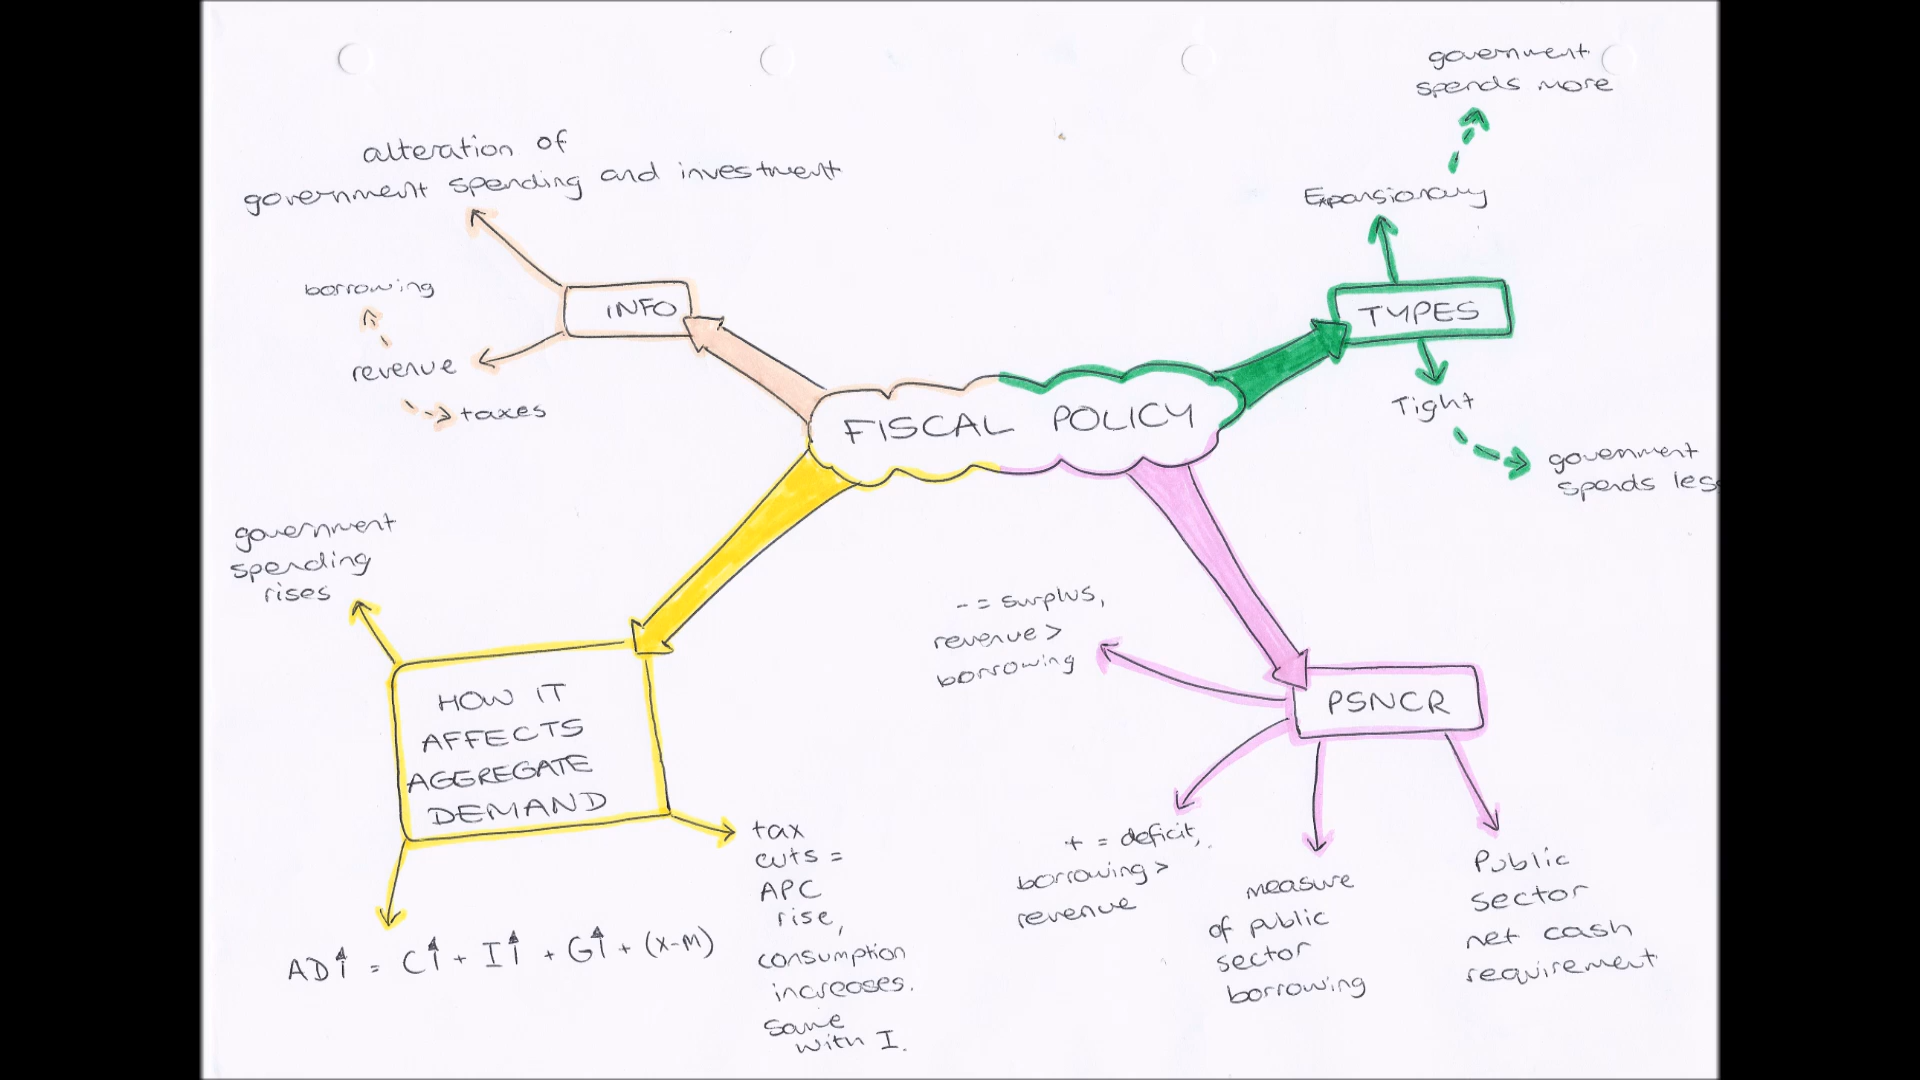 FISCAL POLICY
INFO
alteration of
government spending and investment
revenue
borrowing
taxes
TYPES
Expansionary
government
spends more
Tight
government
spends les
HOW IT
AFFECTS
AGGREGATE
DEMAND
government
spending
rises
AD↑ = C↑ + I↑ + G↑ + (x-M)
tax
cuts =
APC
rise,
consumption
increases.
same
with I.
PSNCR
- = surplus,
revenue >
borrowing
+ = deficit,
borrowing >
revenue
measure
of public
sector
borrowing
Public
sector
net cash
requirement